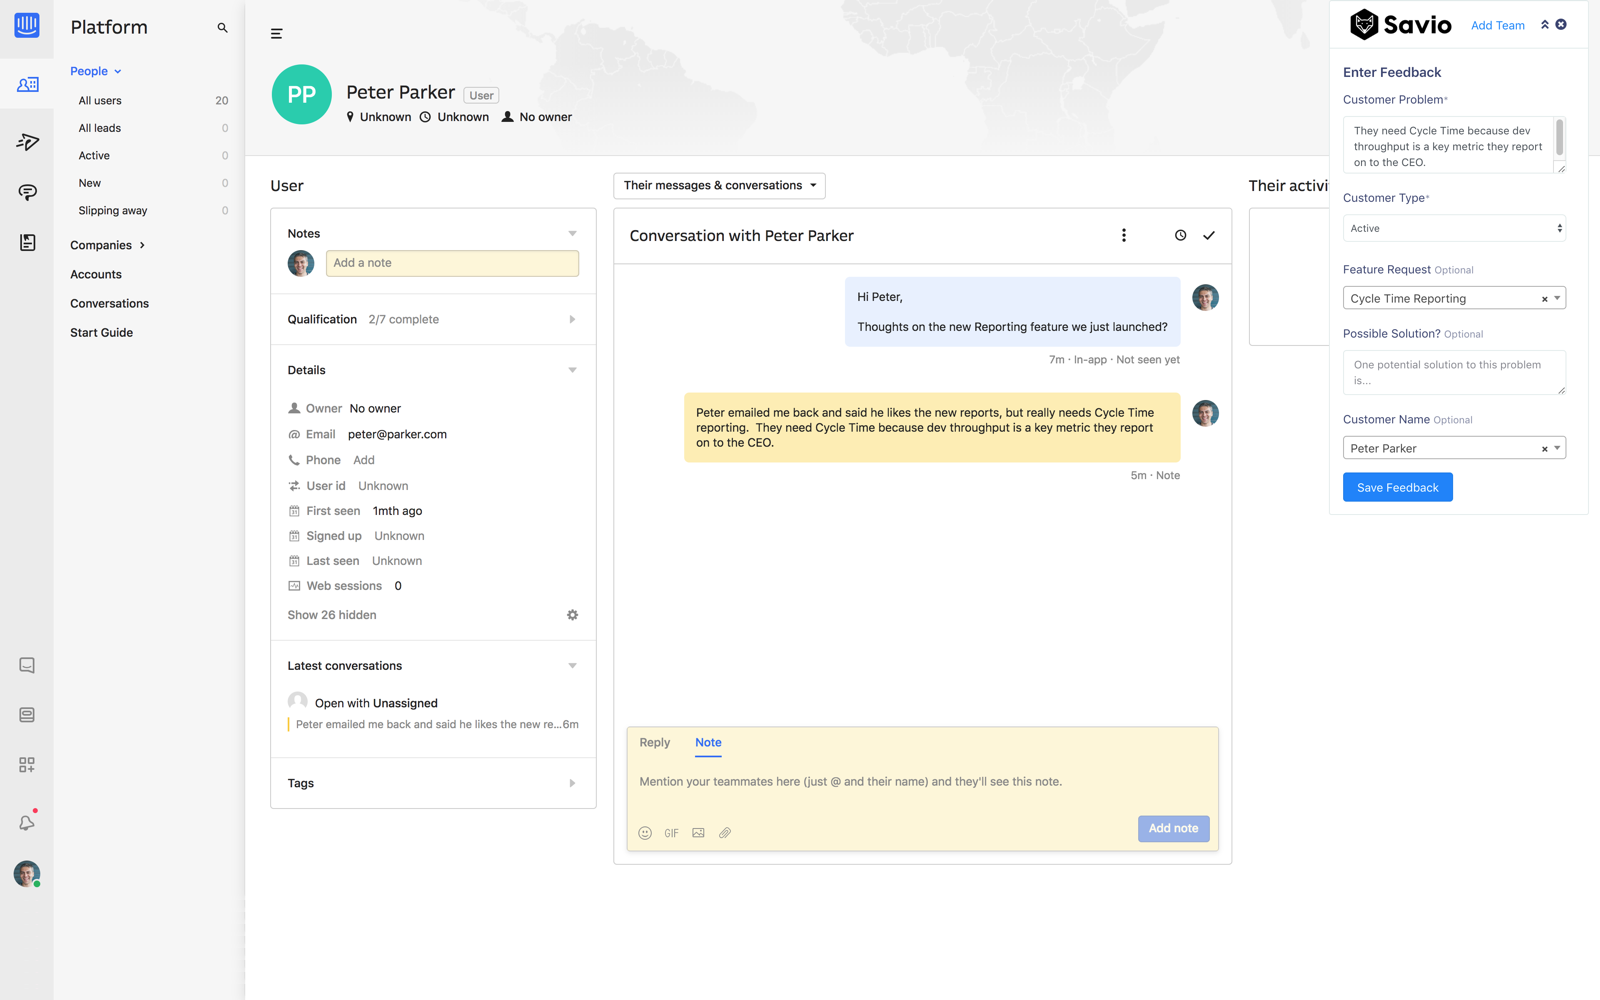 Platform
People
All users 20
All leads 0
Active 0
New 0
Slipping away 0
Companies
Accounts
Conversations
Start Guide
PP
Peter Parker User
Unknown Unknown No owner
User
Notes
Add a note
Qualification 2/7 complete
Details
Owner No owner
Email peter@parker.com
Phone Add
User id Unknown
First seen 1mth ago
Signed up Unknown
Last seen Unknown
Web sessions 0
Show 26 hidden
Latest conversations
Open with Unassigned
Peter emailed me back and said he likes the new re...6m
Tags
Their messages & conversations
Conversation with Peter Parker
Hi Peter,
Thoughts on the new Reporting feature we just launched?
7m · In-app · Not seen yet
Peter emailed me back and said he likes the new reports, but really needs Cycle Time
reporting. They need Cycle Time because dev throughput is a key metric they report
on to the CEO.
5m · Note
Reply Note
Mention your teammates here (just @ and their name) and they'll see this note.
GIF
Add note
Their activi
Savio Add Team
Enter Feedback
Customer Problem*
They need Cycle Time because dev
throughput is a key metric they report
on to the CEO.
Customer Type*
Active
Feature Request Optional
Cycle Time Reporting ×
Possible Solution? Optional
One potential solution to this problem
is...
Customer Name Optional
Peter Parker ×
Save Feedback